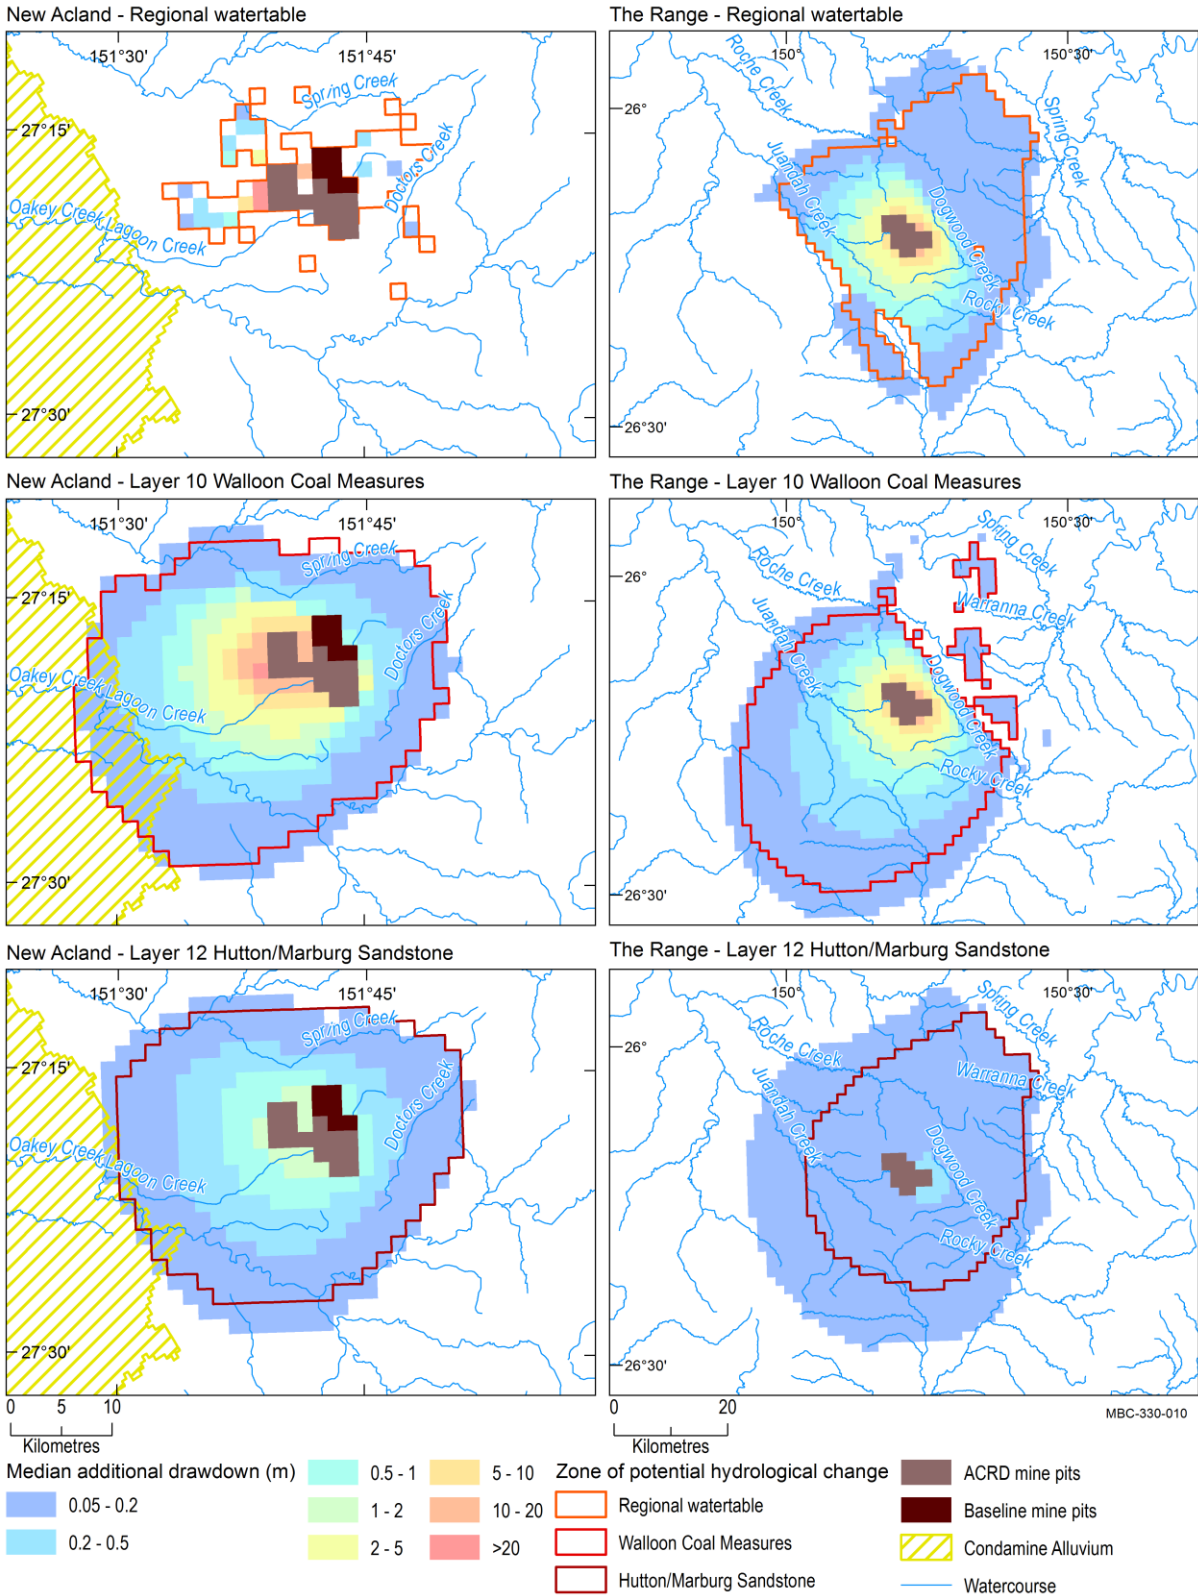 New Acland - Regional watertable
151°30'
151°45'
Spring Creek
27°15'
Doctors Creek
Oakey Creek
Lagoon Creek
27°30'
The Range - Regional watertable
150°
150°30'
Roche Creek
26°
Spring Creek
Juandah Creek
Dogwood Creek
Rocky Creek
26°30'
New Acland - Layer 10 Walloon Coal Measures
151°30'
151°45'
Spring Creek
27°15'
Doctors Creek
Oakey Creek
Lagoon Creek
27°30'
The Range - Layer 10 Walloon Coal Measures
150°
150°30'
Spring Creek
Roche Creek
26°
Warranna Creek
Juandah Creek
Dogwood Creek
Rocky Creek
26°30'
New Acland - Layer 12 Hutton/Marburg Sandstone
151°30'
151°45'
Spring Creek
27°15'
Doctors Creek
Oakey Creek
Lagoon Creek
27°30'
The Range - Layer 12 Hutton/Marburg Sandstone
150°
150°30'
Spring Creek
Roche Creek
26°
Warranna Creek
Juandah Creek
Dogwood Creek
Rocky Creek
26°30'
0 5 10
Kilometres
0 20
Kilometres
MBC-330-010
Median additional drawdown (m)
0.05 - 0.2
0.2 - 0.5
0.5 - 1
1 - 2
2 - 5
5 - 10
10 - 20
>20
Zone of potential hydrological change
Regional watertable
Walloon Coal Measures
Hutton/Marburg Sandstone
ACRD mine pits
Baseline mine pits
Condamine Alluvium
Watercourse